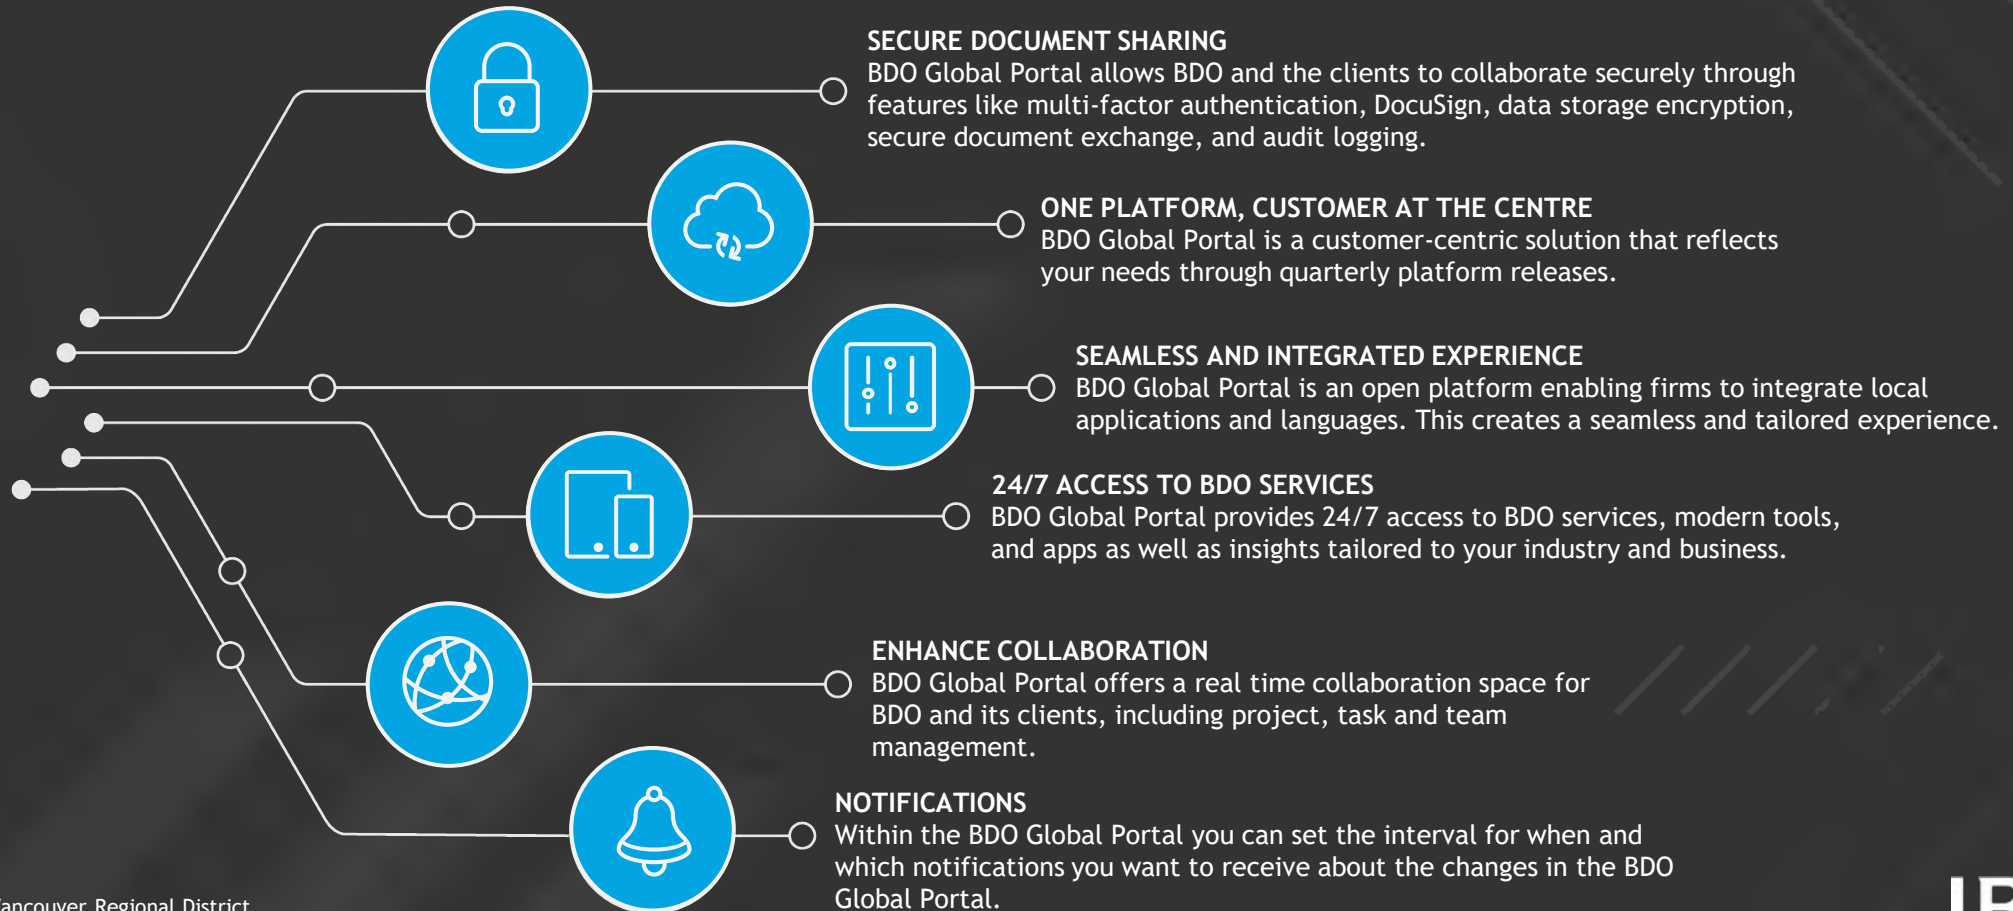 SECURE DOCUMENT SHARING
BDO Global Portal allows BDO and the clients to collaborate securely through
features like multi-factor authentication, DocuSign, data storage encryption,
secure document exchange, and audit logging.
ONE PLATFORM, CUSTOMER AT THE CENTRE
BDO Global Portal is a customer-centric solution that reflects
your needs through quarterly platform releases.
SEAMLESS AND INTEGRATED EXPERIENCE
BDO Global Portal is an open platform enabling firms to integrate local
applications and languages. This creates a seamless and tailored experience.
24/7 ACCESS TO BDO SERVICES
BDO Global Portal provides 24/7 access to BDO services, modern tools,
and apps as well as insights tailored to your industry and business.
ENHANCE COLLABORATION
BDO Global Portal offers a real time collaboration space for
BDO and its clients, including project, task and team
management.
NOTIFICATIONS
Within the BDO Global Portal you can set the interval for when and
which notifications you want to receive about the changes in the BDO
Global Portal.
Regional District